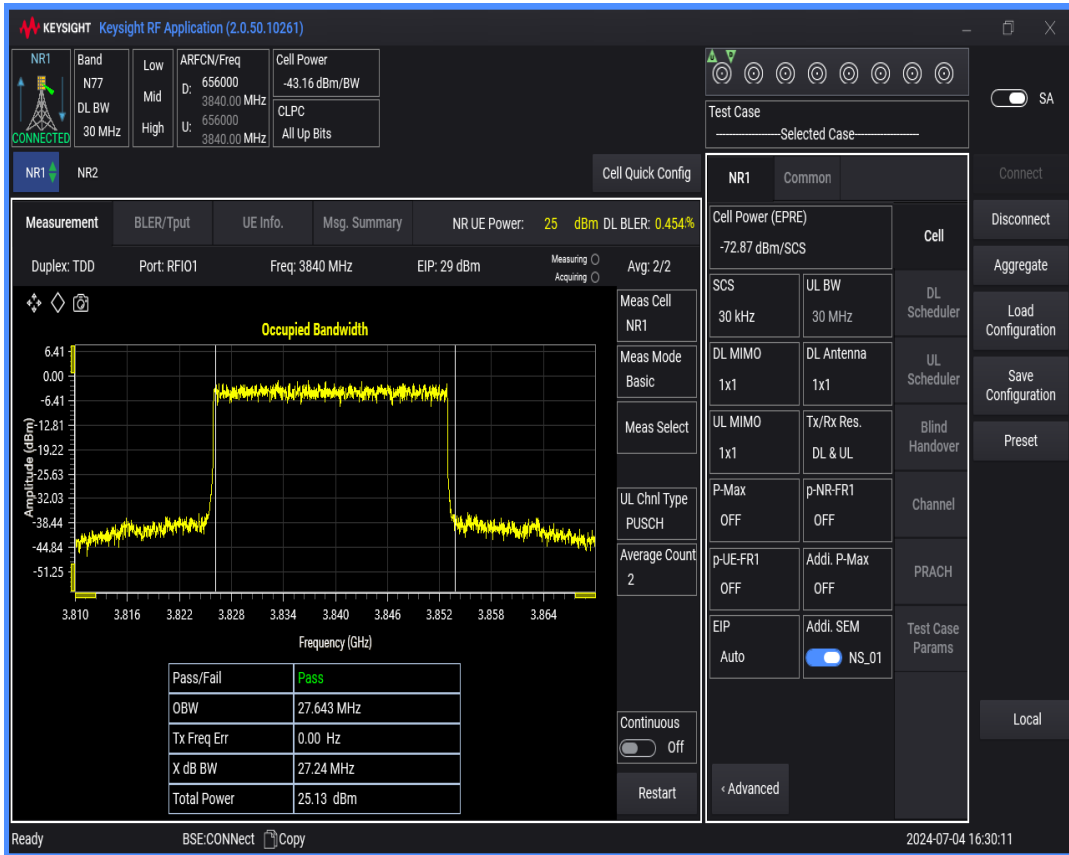 KEYSIGHT Keysight RF Application (2.0.50.10261)
NR1
CONNECTED
Band
N77
DL BW
30 MHz
Low
Mid
High
ARFCN/Freq
D: 656000
3840.00 MHz
U: 656000
3840.00 MHz
Cell Power
-43.16 dBm/BW
CLPC
All Up Bits
Test Case
--------------------Selected Case--------------------
SA
NR1
NR2
Cell Quick Config
Measurement
BLER/Tput
UE Info.
Msg. Summary
NR UE Power: 25 dBm DL BLER: 0.454%
Duplex: TDD
Port: RFIO1
Freq: 3840 MHz
EIP: 29 dBm
Measuring
Acquiring
Avg: 2/2
Occupied Bandwidth
Amplitude (dBm)
6.41
0.00
-6.41
-12.81
-19.22
-25.63
-32.03
-38.44
-44.84
-51.25
3.810 3.816 3.822 3.828 3.834 3.840 3.846 3.852 3.858 3.864
Frequency (GHz)
Pass/Fail Pass
OBW 27.643 MHz
Tx Freq Err 0.00 Hz
X dB BW 27.24 MHz
Total Power 25.13 dBm
Meas Cell
NR1
Meas Mode
Basic
Meas Select
UL Chnl Type
PUSCH
Average Count
2
Continuous
Off
Restart
NR1
Common
Cell Power (EPRE)
-72.87 dBm/SCS
SCS
30 kHz
UL BW
30 MHz
DL MIMO
1x1
DL Antenna
1x1
UL MIMO
1x1
Tx/Rx Res.
DL & UL
P-Max
OFF
p-NR-FR1
OFF
p-UE-FR1
OFF
Addi. P-Max
OFF
EIP
Auto
Addi. SEM
NS_01
‹ Advanced
Cell
DL
Scheduler
UL
Scheduler
Blind
Handover
Channel
PRACH
Test Case
Params
Connect
Disconnect
Aggregate
Load
Configuration
Save
Configuration
Preset
Local
Ready
BSE:CONNect
Copy
2024-07-04 16:30:11